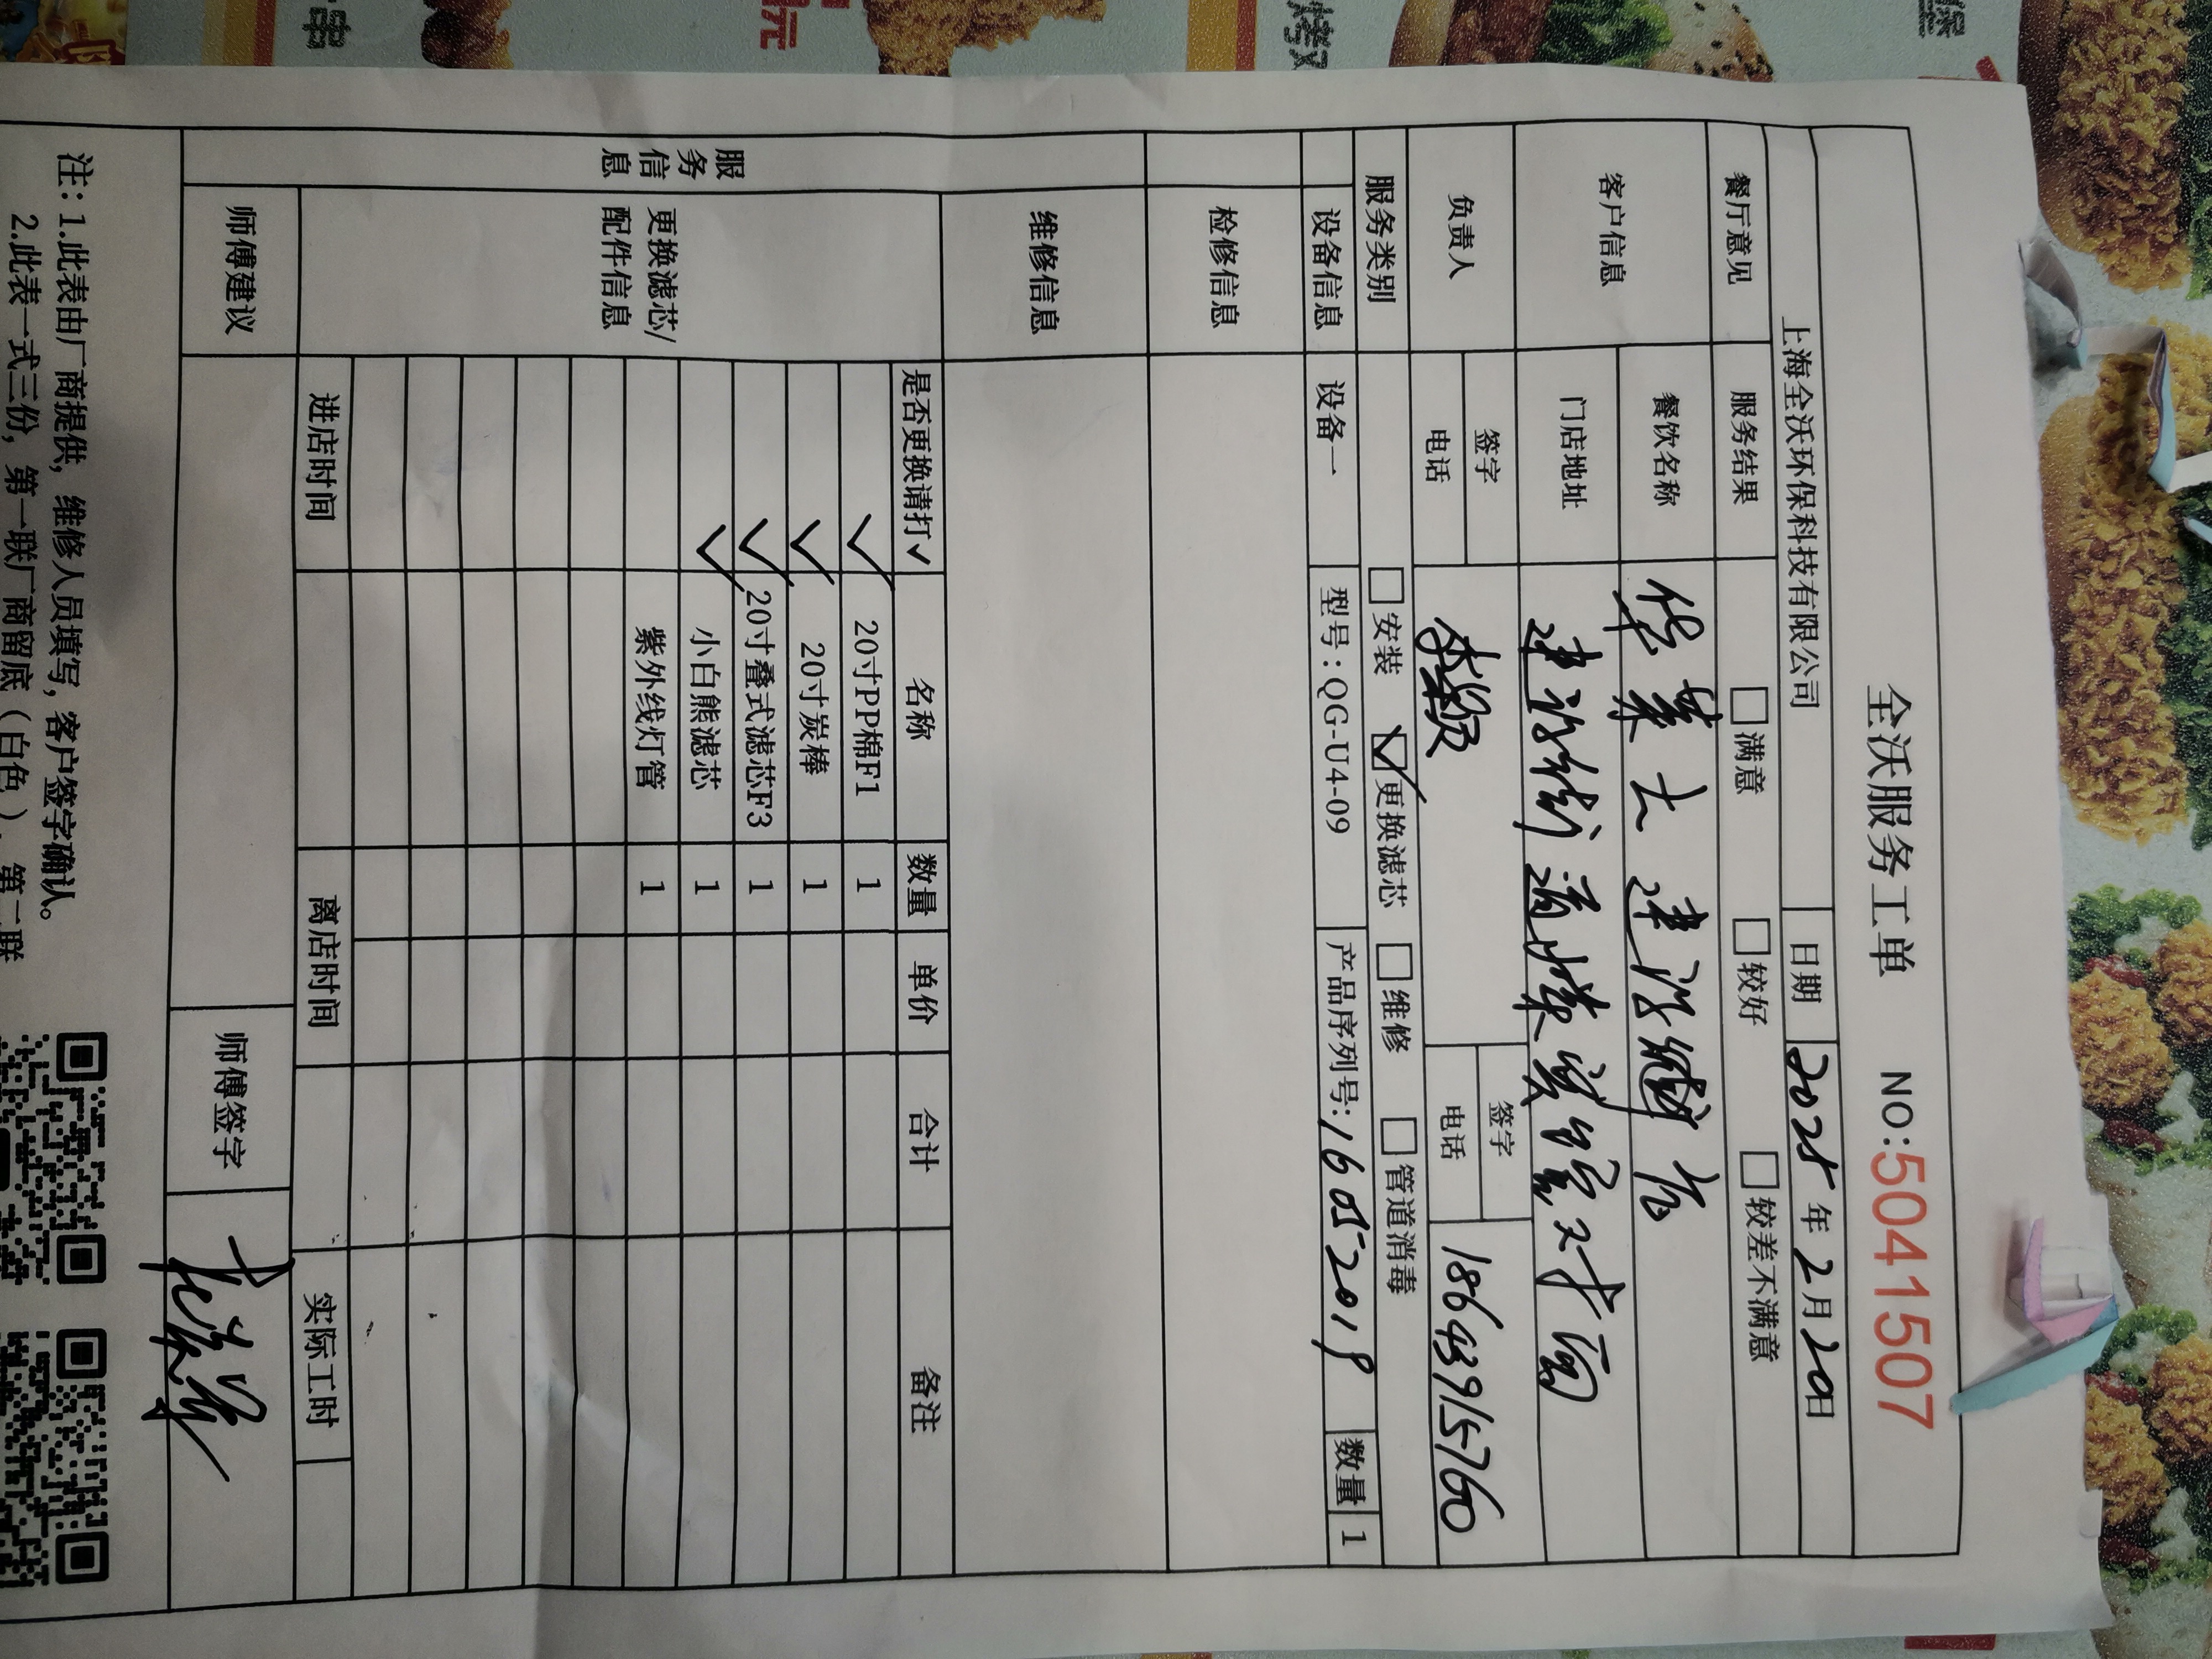 全沃服务工单 NO:5041507
上海全沃环保科技有限公司 日期 2025年2月20日
餐厅意见 服务结果 □满意 □较好 □较差不满意
客户信息 餐饮名称 华莱士建设
门店地址 建设街道
负责人 签字 签字
电话 电话 18643915760
服务类别 □安装 ☑更换滤芯 □维修 □管道消毒
设备信息 设备一 型号:QG-U4-09 产品序列号:16052019 数量 1
检修信息
维修信息
服务信息
更换滤芯/
配件信息
是否更换请打✓ 名称 数量 单价 合计 备注
✓ 20寸PP棉F1 1
✓ 20寸炭棒 1
✓ 20寸叠式滤芯F3 1
✓ 小白熊滤芯 1
紫外线灯管 1
进店时间 离店时间 实际工时
师傅建议 师傅签字
注：1.此表由厂商提供，维修人员填写，客户签字确认。
2.此表一式三份，第一联厂商留底（白色），第二联